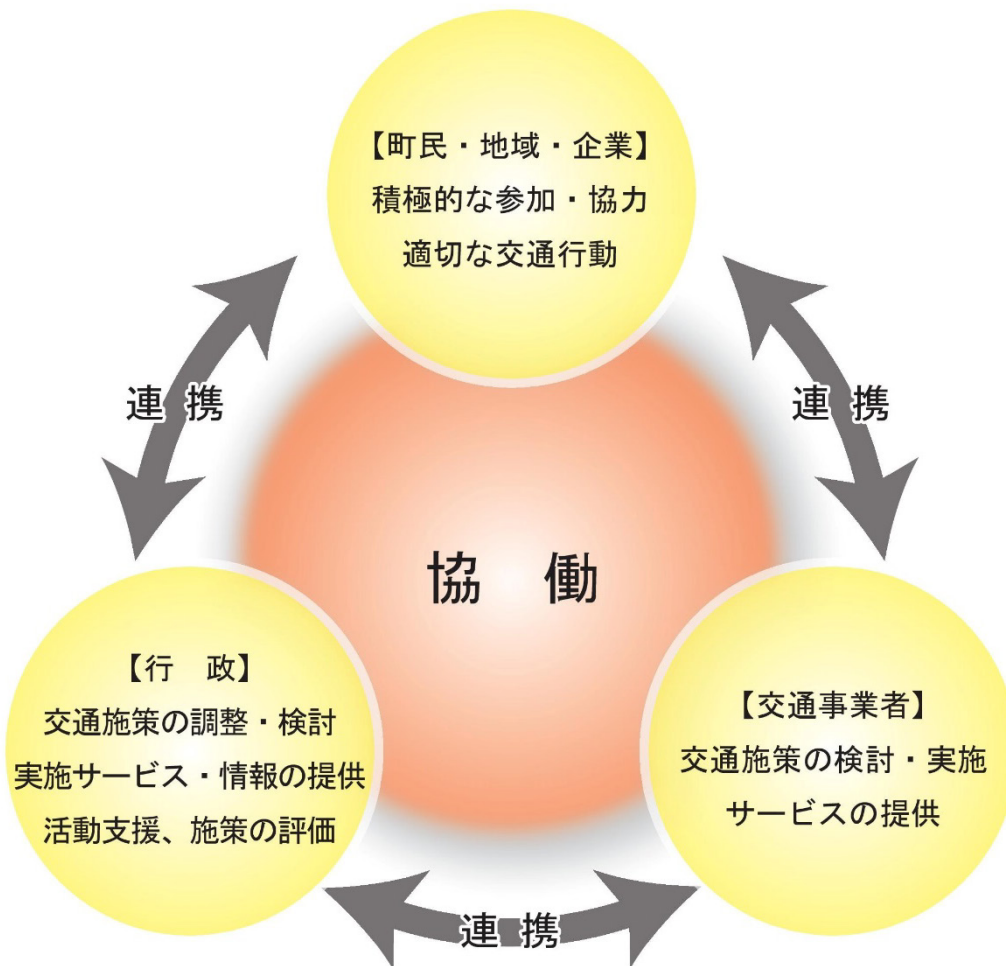 【町民・地域・企業】
積極的な参加・協力
適切な交通行動
連携
連携
協働
【行政】
交通施策の調整・検討
実施サービス・情報の提供
活動支援、施策の評価
【交通事業者】
交通施策の検討・実施
サービスの提供
連携